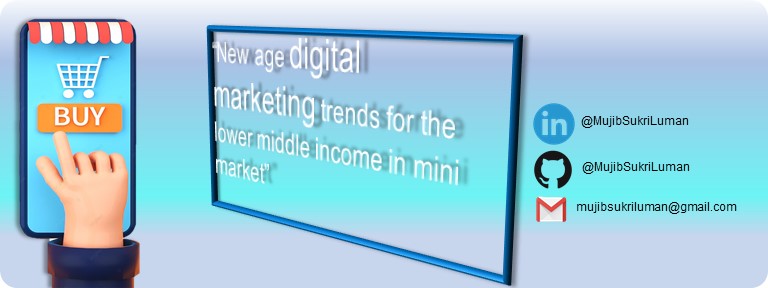 BUY
"New age digital
marketing trends for the
lower middle income in mini
market"
in
@MujibSukriLuman
@MujibSukriLuman
mujibsukriluman@gmail.com